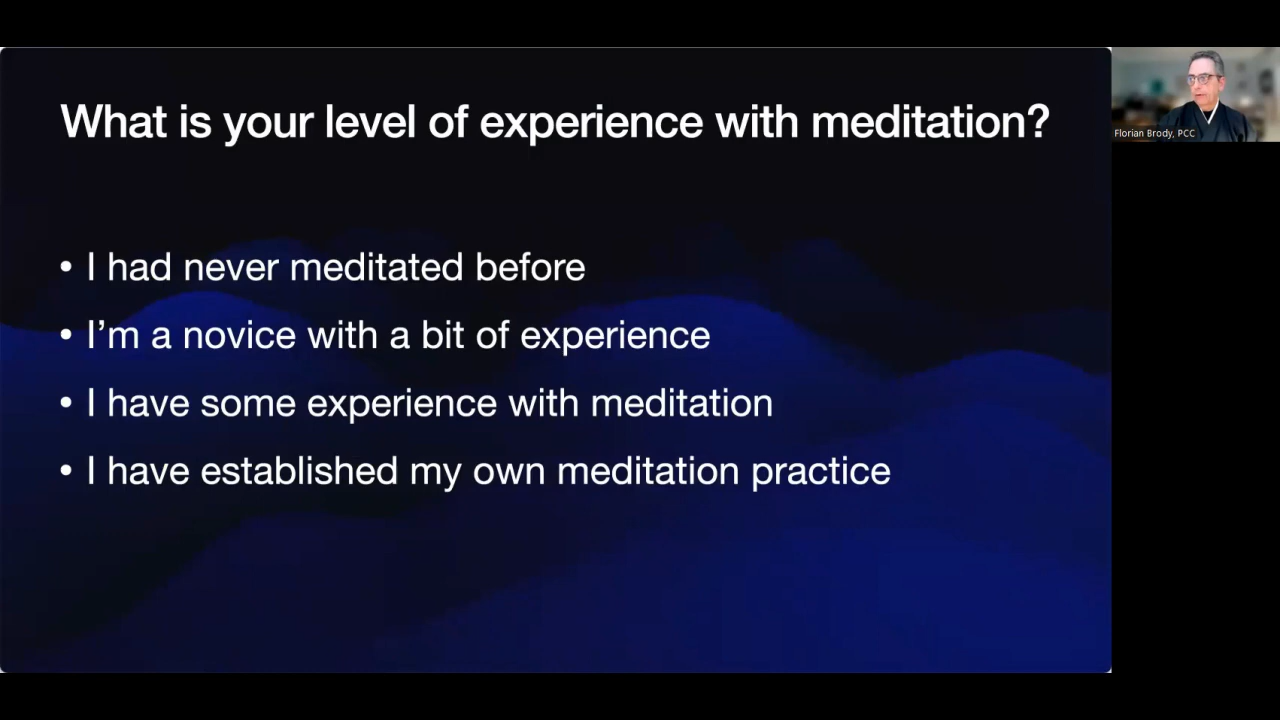 What is your level of experience with meditation?
• I had never meditated before
• I’m a novice with a bit of experience
• I have some experience with meditation
• I have established my own meditation practice
Florian Brody, PCC